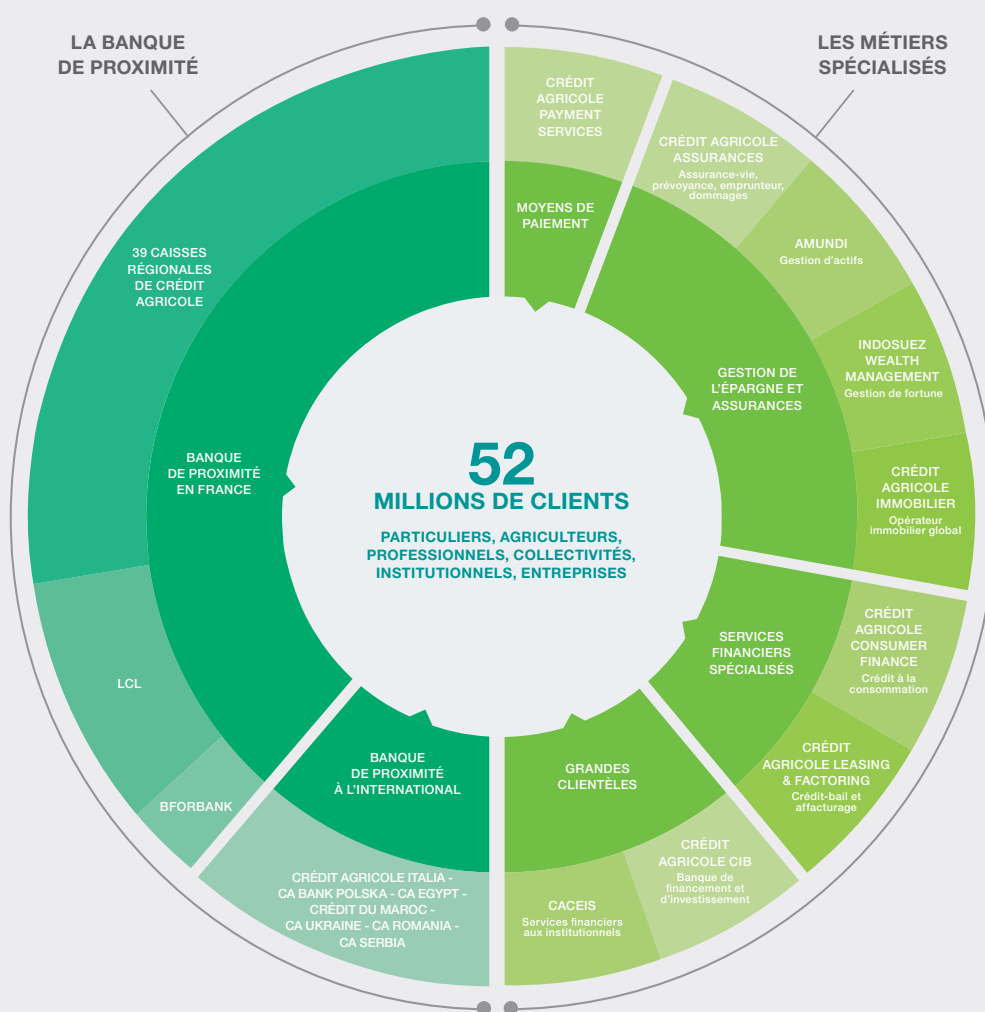 LA BANQUE
DE PROXIMITÉ
LES MÉTIERS
SPÉCIALISÉS
39 CAISSES
RÉGIONALES
DE CRÉDIT
AGRICOLE
LCL
BFORBANK
BANQUE
DE PROXIMITÉ
EN FRANCE
BANQUE
DE PROXIMITÉ
À L'INTERNATIONAL
CRÉDIT AGRICOLE ITALIA -
CA BANK POLSKA - CA EGYPT -
CRÉDIT DU MAROC -
CA UKRAINE - CA ROMANIA -
CA SERBIA
52
MILLIONS DE CLIENTS
PARTICULIERS, AGRICULTEURS,
PROFESSIONNELS, COLLECTIVITÉS,
INSTITUTIONNELS, ENTREPRISES
CRÉDIT
AGRICOLE
PAYMENT
SERVICES
MOYENS DE
PAIEMENT
CRÉDIT AGRICOLE
ASSURANCES
Assurance-vie,
prévoyance, emprunteur,
dommages
AMUNDI
Gestion d'actifs
INDOSUEZ
WEALTH
MANAGEMENT
Gestion de fortune
CRÉDIT
AGRICOLE
IMMOBILIER
Opérateur
immobilier global
GESTION DE
L'ÉPARGNE ET
ASSURANCES
SERVICES
FINANCIERS
SPÉCIALISÉS
CRÉDIT
AGRICOLE
CONSUMER
FINANCE
Crédit à la
consommation
CRÉDIT
AGRICOLE LEASING
& FACTORING
Crédit-bail et
affacturage
GRANDES
CLIENTÈLES
CRÉDIT
AGRICOLE CIB
Banque de
financement et
d'investissement
CACEIS
Services financiers
aux institutionnels